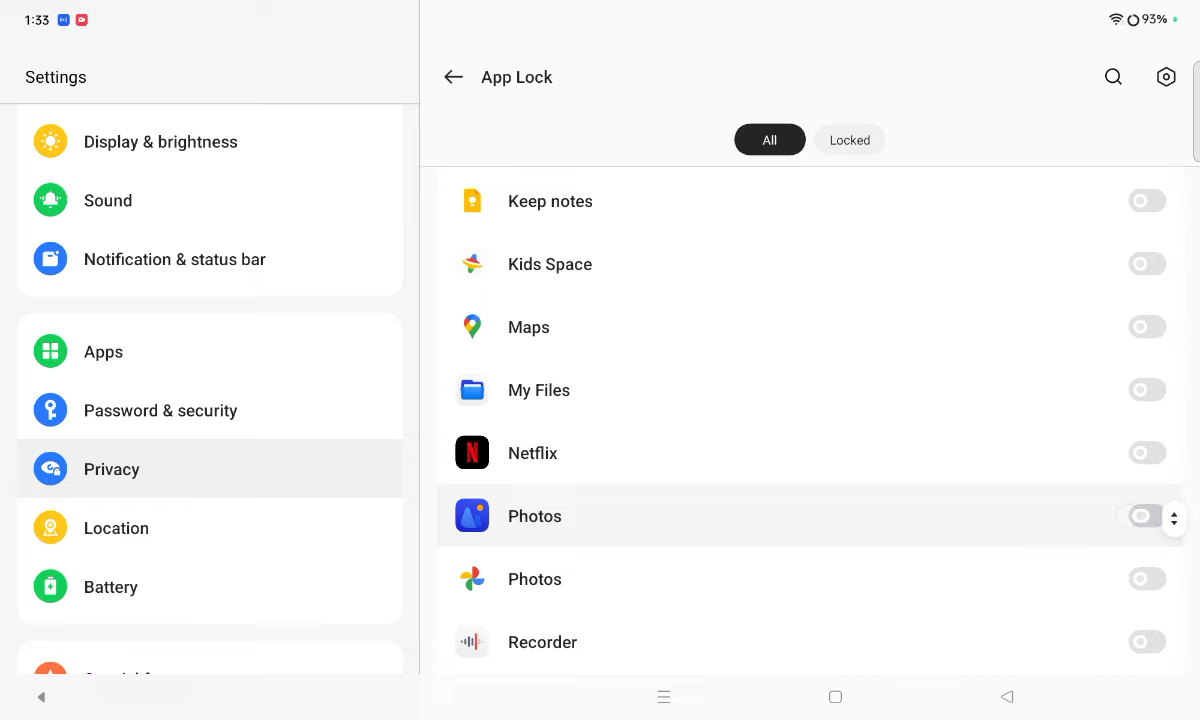 1:33
93%
Settings
App Lock
All
Locked
Display & brightness
Sound
Notification & status bar
Apps
Password & security
Privacy
Location
Battery
Keep notes
Kids Space
Maps
My Files
Netflix
Photos
Photos
Recorder